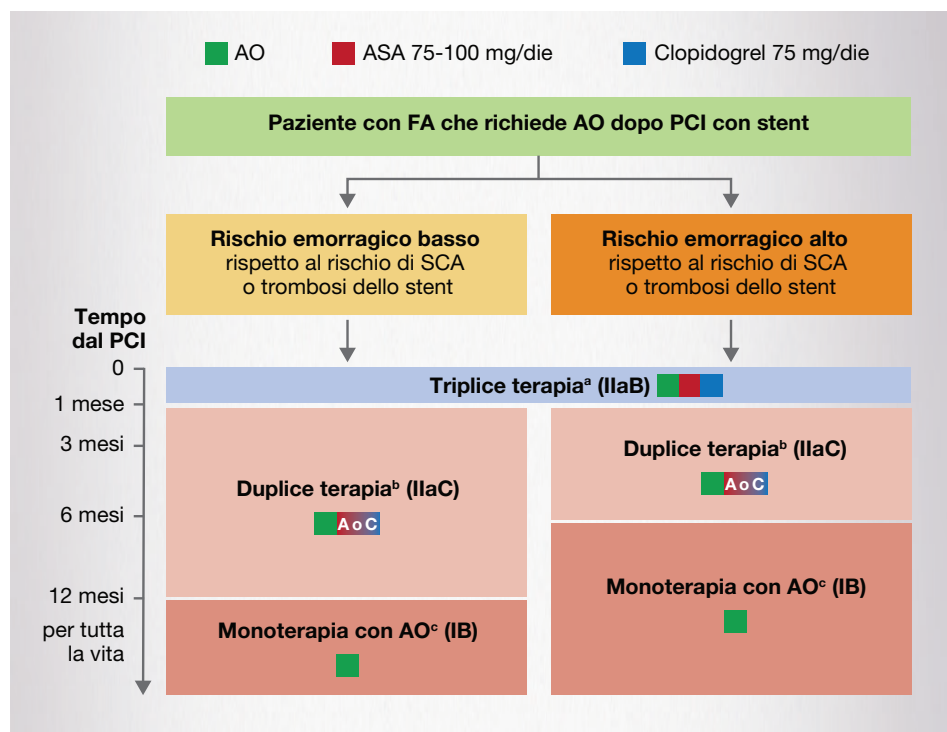 AO
ASA 75-100 mg/die
Clopidogrel 75 mg/die
Paziente con FA che richiede AO dopo PCI con stent
Rischio emorragico basso
rispetto al rischio di SCA
o trombosi dello stent
Rischio emorragico alto
rispetto al rischio di SCA
o trombosi dello stent
Tempo
dal PCI
0
1 mese
3 mesi
6 mesi
12 mesi
per tutta
la vita
Triplice terapiaᵃ (IIaB)
Duplice terapiaᵇ (IIaC)
A o C
Monoterapia con AOᶜ (IB)
Duplice terapiaᵇ (IIaC)
A o C
Monoterapia con AOᶜ (IB)